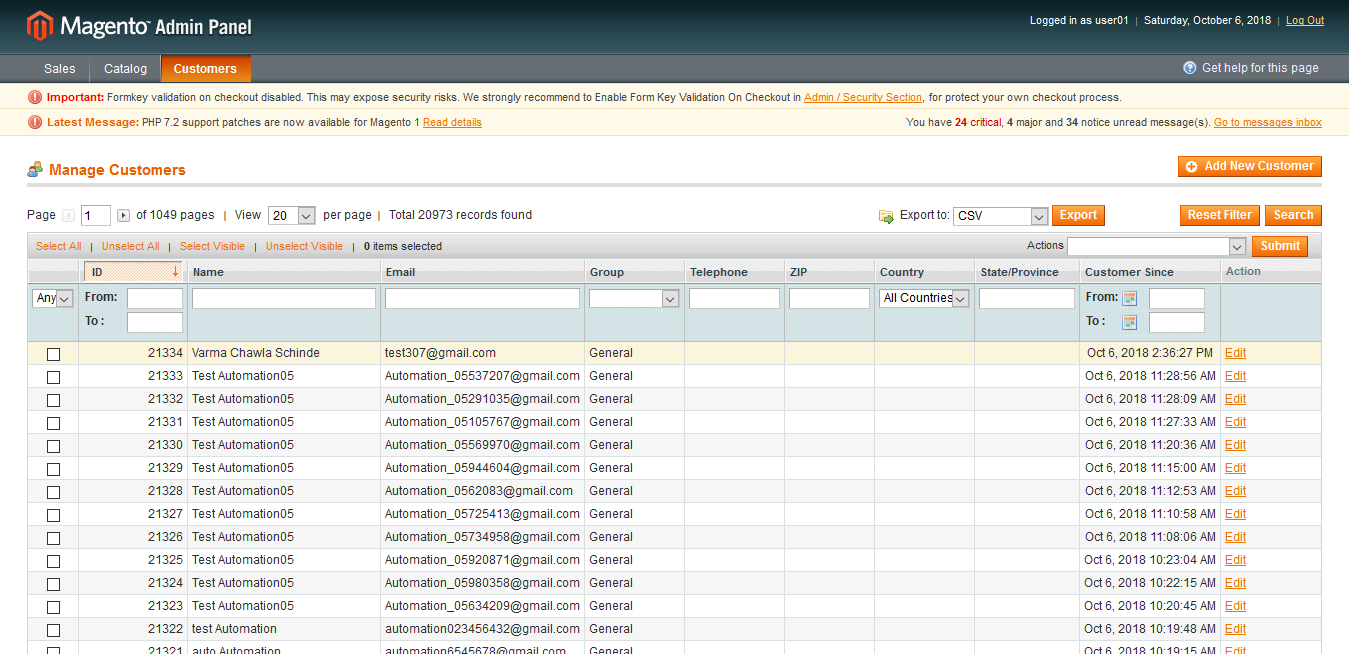 Magento™ Admin Panel
Logged in as user01 | Saturday, October 6, 2018 | Log Out
Sales Catalog Customers Get help for this page
Important: Formkey validation on checkout disabled. This may expose security risks. We strongly recommend to Enable Form Key Validation On Checkout in Admin / Security Section, for protect your own checkout process.
Latest Message: PHP 7.2 support patches are now available for Magento 1 Read details You have 24 critical, 4 major and 34 notice unread message(s). Go to messages inbox
Manage Customers Add New Customer
Page 1 of 1049 pages | View 20 per page | Total 20973 records found Export to: CSV Export Reset Filter Search
Select All | Unselect All | Select Visible | Unselect Visible | 0 items selected Actions Submit
ID Name Email Group Telephone ZIP Country State/Province Customer Since Action
Any From: All Countries From:
To : To :
21334 Varma Chawla Schinde test307@gmail.com General Oct 6, 2018 2:36:27 PM Edit
21333 Test Automation05 Automation_05537207@gmail.com General Oct 6, 2018 11:28:56 AM Edit
21332 Test Automation05 Automation_05291035@gmail.com General Oct 6, 2018 11:28:09 AM Edit
21331 Test Automation05 Automation_05105767@gmail.com General Oct 6, 2018 11:27:33 AM Edit
21330 Test Automation05 Automation_05569970@gmail.com General Oct 6, 2018 11:20:36 AM Edit
21329 Test Automation05 Automation_05944604@gmail.com General Oct 6, 2018 11:15:00 AM Edit
21328 Test Automation05 Automation_0562083@gmail.com General Oct 6, 2018 11:12:53 AM Edit
21327 Test Automation05 Automation_05725413@gmail.com General Oct 6, 2018 11:10:58 AM Edit
21326 Test Automation05 Automation_05734958@gmail.com General Oct 6, 2018 11:08:06 AM Edit
21325 Test Automation05 Automation_05920871@gmail.com General Oct 6, 2018 10:23:04 AM Edit
21324 Test Automation05 Automation_05980358@gmail.com General Oct 6, 2018 10:22:15 AM Edit
21323 Test Automation05 Automation_05634209@gmail.com General Oct 6, 2018 10:20:45 AM Edit
21322 test Automation automation023456432@gmail.com General Oct 6, 2018 10:19:48 AM Edit
21321 auto Automation automation6545678@gmail.com General Oct 6, 2018 10:19:15 AM Edit